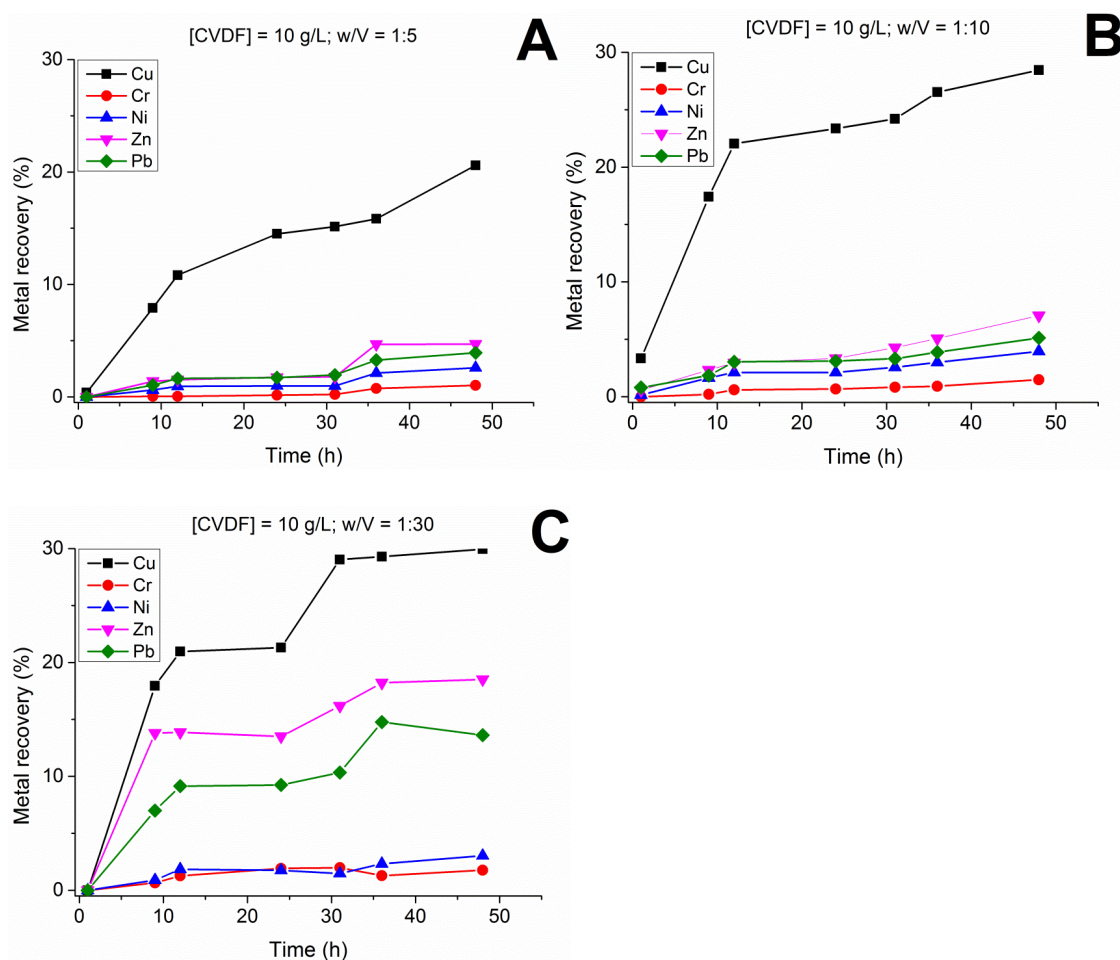 [CVDF] = 10 g/L; w/V = 1:5
A
30
20
10
0
Cu
Cr
Ni
Zn
Pb
Metal recovery (%)
0 10 20 30 40 50
Time (h)
[CVDF] = 10 g/L; w/V = 1:10
B
30
20
10
0
Cu
Cr
Ni
Zn
Pb
Metal recovery (%)
0 10 20 30 40 50
Time (h)
[CVDF] = 10 g/L; w/V = 1:30
C
30
20
10
0
Cu
Cr
Ni
Zn
Pb
Metal recovery (%)
0 10 20 30 40 50
Time (h)